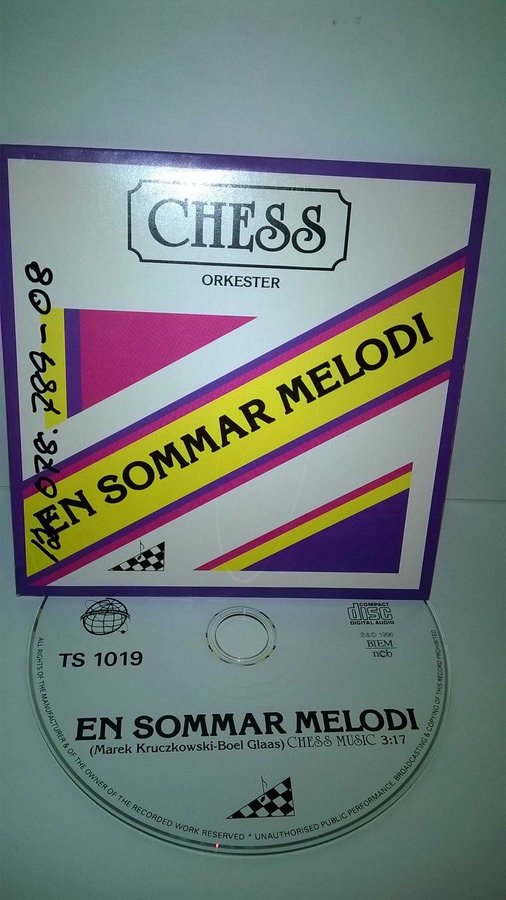 CHESS
ORKESTER
EN SOMMAR MELODI
COMPACT
disc
DIGITAL AUDIO
TS 1019
℗&© 1996
BIEM
ncb
EN SOMMAR MELODI
(Marek Kruczkowski-Boel Glaas) CHESS MUSIC 3:17
ALL RIGHTS OF THE MANUFACTURER & OF THE OWNER OF THE RECORDED WORK RESERVED * UNAUTHORISED PUBLIC PERFORMANCE BROADCASTING & COPYING OF THIS RECORD PROHIBITED